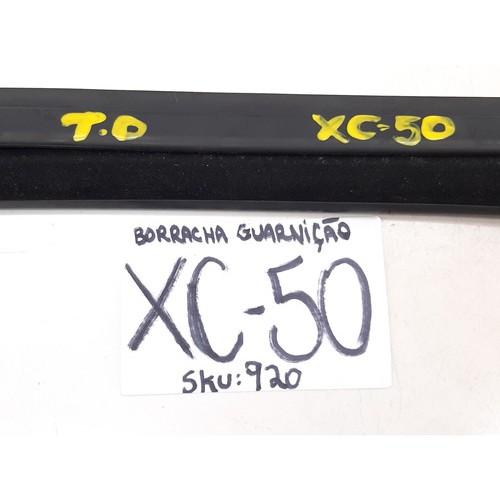 T.D XC-50
BORRACHA GUARNIÇÃO
XC-50
SKU: 920